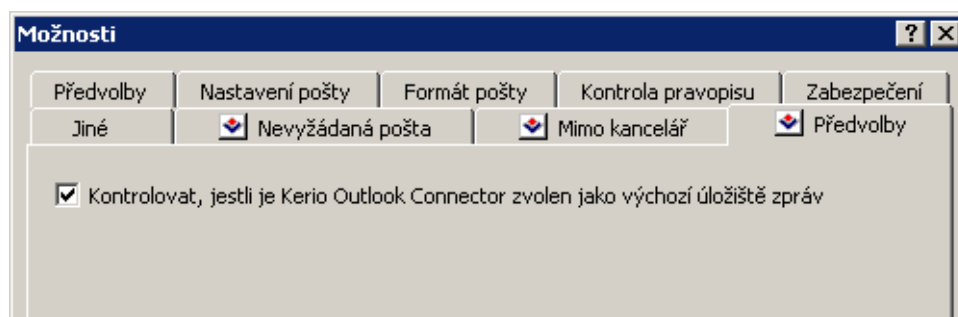 Možnosti
Předvolby Nastavení pošty Formát pošty Kontrola pravopisu Zabezpečení
Jiné Nevyžádaná pošta Mimo kancelář Předvolby
Kontrolovat, jestli je Kerio Outlook Connector zvolen jako výchozí úložiště zpráv